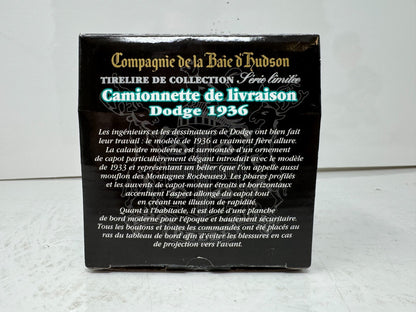 Compagnie de la Baie d'Hudson
TIRELIRE DE COLLECTION Série limitée
Camionnette de livraison
Dodge 1936
Les ingénieurs et les dessinateurs de Dodge ont bien fait
leur travail : le modèle de 1936 a vraiment fière allure.
La calandre moderne est surmontée d'un ornement
de capot particulièrement élégant introduit avec le modèle
de 1933 et représentant un bélier (que l'on appelle aussi
mouflon des Montagnes Rocheuses). Les phares profilés
et les auvents de capot-moteur étroits et horizontaux
accentuent l'aspect allongé du capot tout
en créant une illusion de rapidité.
Quant à l'habitacle, il est doté d'une planche
de bord moderne pour l'époque et hautement sécuritaire.
Tous les boutons et toutes les commandes ont été placés au
ras du tableau de bord afin d'éviter les blessures en cas
de projection vers l'avant.